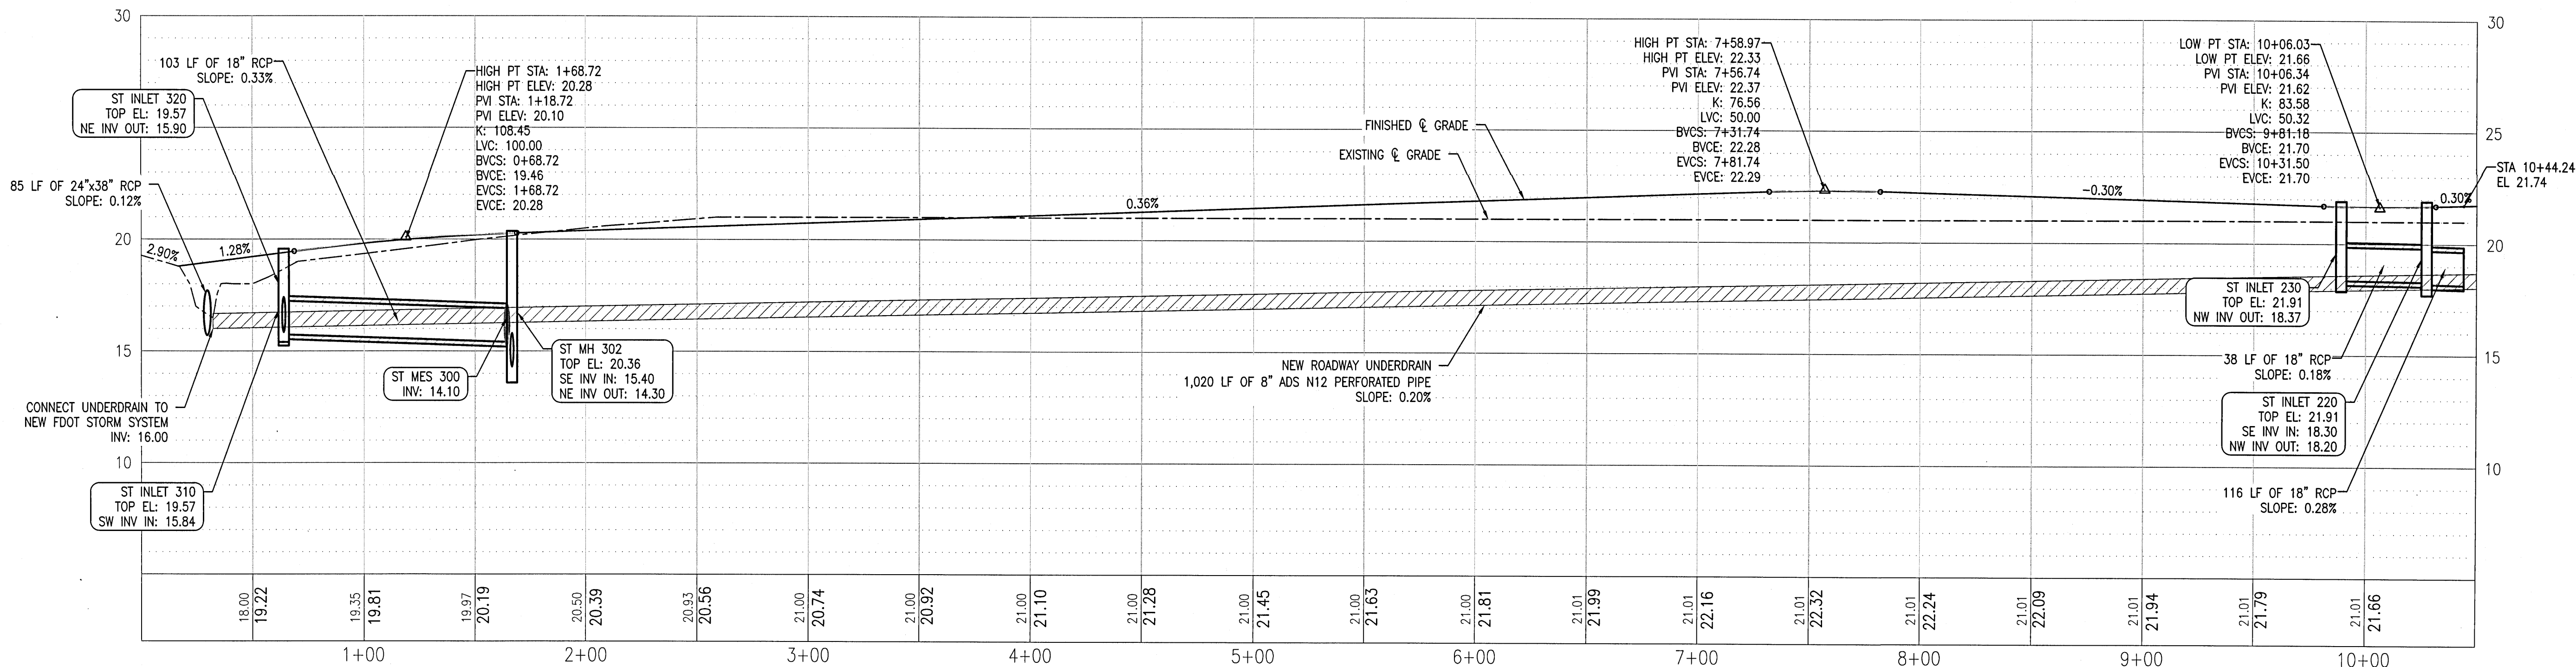 30
25
20
15
10
30
20
15
10
103 LF OF 18" RCP
SLOPE: 0.33%
ST INLET 320
TOP EL: 19.57
NE INV OUT: 15.90
85 LF OF 24"x38" RCP
SLOPE: 0.12%
2.90%
1.28%
HIGH PT STA: 1+68.72
HIGH PT ELEV: 20.28
PVI STA: 1+18.72
PVI ELEV: 20.10
K: 108.45
LVC: 100.00
BVCS: 0+68.72
BVCE: 19.46
EVCS: 1+68.72
EVCE: 20.28
FINISHED ℄ GRADE
EXISTING ℄ GRADE
0.36%
HIGH PT STA: 7+58.97
HIGH PT ELEV: 22.33
PVI STA: 7+56.74
PVI ELEV: 22.37
K: 76.56
LVC: 50.00
BVCS: 7+31.74
BVCE: 22.28
EVCS: 7+81.74
EVCE: 22.29
-0.30%
LOW PT STA: 10+06.03
LOW PT ELEV: 21.66
PVI STA: 10+06.34
PVI ELEV: 21.62
K: 83.58
LVC: 50.32
BVCS: 9+81.18
BVCE: 21.70
EVCS: 10+31.50
EVCE: 21.70
STA 10+44.24
EL 21.74
0.30%
CONNECT UNDERDRAIN TO
NEW FDOT STORM SYSTEM
INV: 16.00
ST INLET 310
TOP EL: 19.57
SW INV IN: 15.84
ST MES 300
INV: 14.10
ST MH 302
TOP EL: 20.36
SE INV IN: 15.40
NE INV OUT: 14.30
NEW ROADWAY UNDERDRAIN
1,020 LF OF 8" ADS N12 PERFORATED PIPE
SLOPE: 0.20%
ST INLET 230
TOP EL: 21.91
NW INV OUT: 18.37
38 LF OF 18" RCP
SLOPE: 0.18%
ST INLET 220
TOP EL: 21.91
SE INV IN: 18.30
NW INV OUT: 18.20
116 LF OF 18" RCP
SLOPE: 0.28%
18.00 19.22
19.35 19.81
19.97 20.19
20.50 20.39
20.93 20.56
21.00 20.74
21.00 20.92
21.00 21.10
21.00 21.28
21.00 21.45
21.00 21.63
21.00 21.81
21.01 21.99
21.01 22.16
21.01 22.32
21.01 22.24
21.01 22.09
21.01 21.94
21.01 21.79
21.01 21.66
1+00 2+00 3+00 4+00 5+00 6+00 7+00 8+00 9+00 10+00